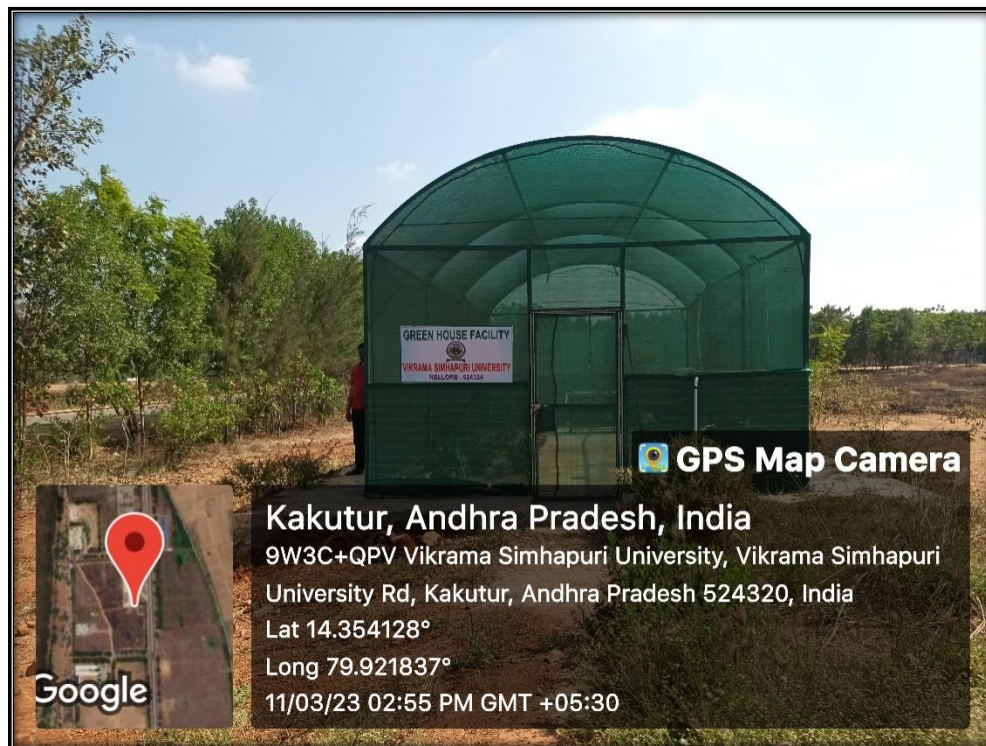 GREEN HOUSE FACILITY
VIKRAMA SIMHAPURI UNIVERSITY
NELLORE - 524324
GPS Map Camera
Kakutur, Andhra Pradesh, India
9W3C+QPV Vikrama Simhapuri University, Vikrama Simhapuri
University Rd, Kakutur, Andhra Pradesh 524320, India
Lat 14.354128°
Long 79.921837°
11/03/23 02:55 PM GMT +05:30
Google